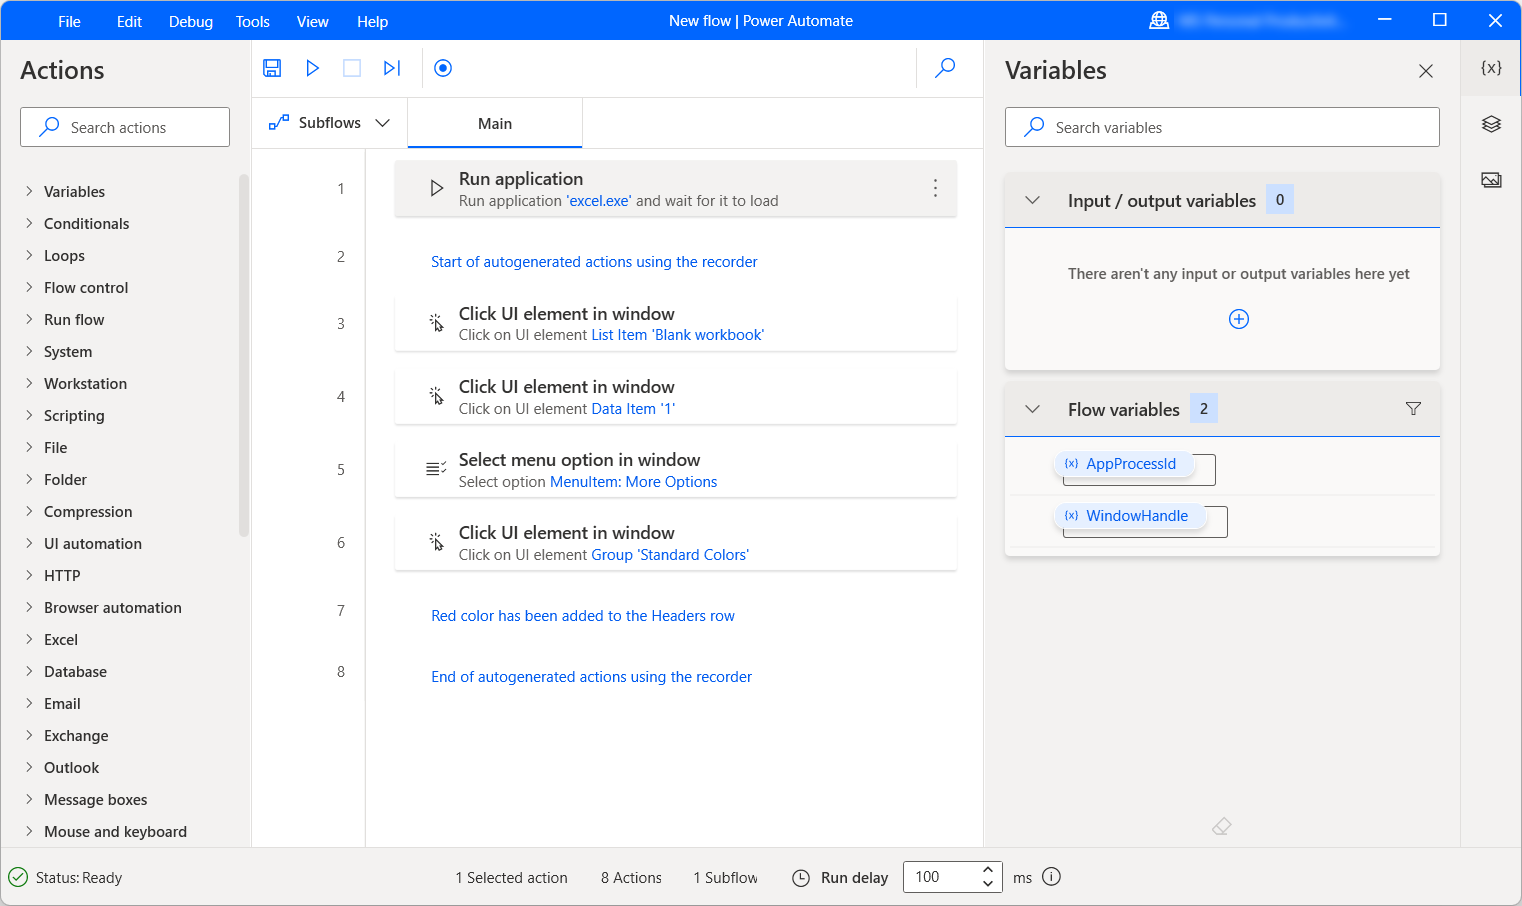 File Edit Debug Tools View Help
New flow | Power Automate
Actions
Search actions
Variables
Conditionals
Loops
Flow control
Run flow
System
Workstation
Scripting
File
Folder
Compression
UI automation
HTTP
Browser automation
Excel
Database
Email
Exchange
Outlook
Message boxes
Mouse and keyboard
Subflows
Main
1
Run application
Run application 'excel.exe' and wait for it to load
2
Start of autogenerated actions using the recorder
3
Click UI element in window
Click on UI element List Item 'Blank workbook'
4
Click UI element in window
Click on UI element Data Item '1'
5
Select menu option in window
Select option MenuItem: More Options
6
Click UI element in window
Click on UI element Group 'Standard Colors'
7
Red color has been added to the Headers row
8
End of autogenerated actions using the recorder
Variables
{x}
Search variables
Input / output variables 0
There aren't any input or output variables here yet
Flow variables 2
{x} AppProcessId
{x} WindowHandle
Status: Ready
1 Selected action
8 Actions
1 Subflow
Run delay
100
ms